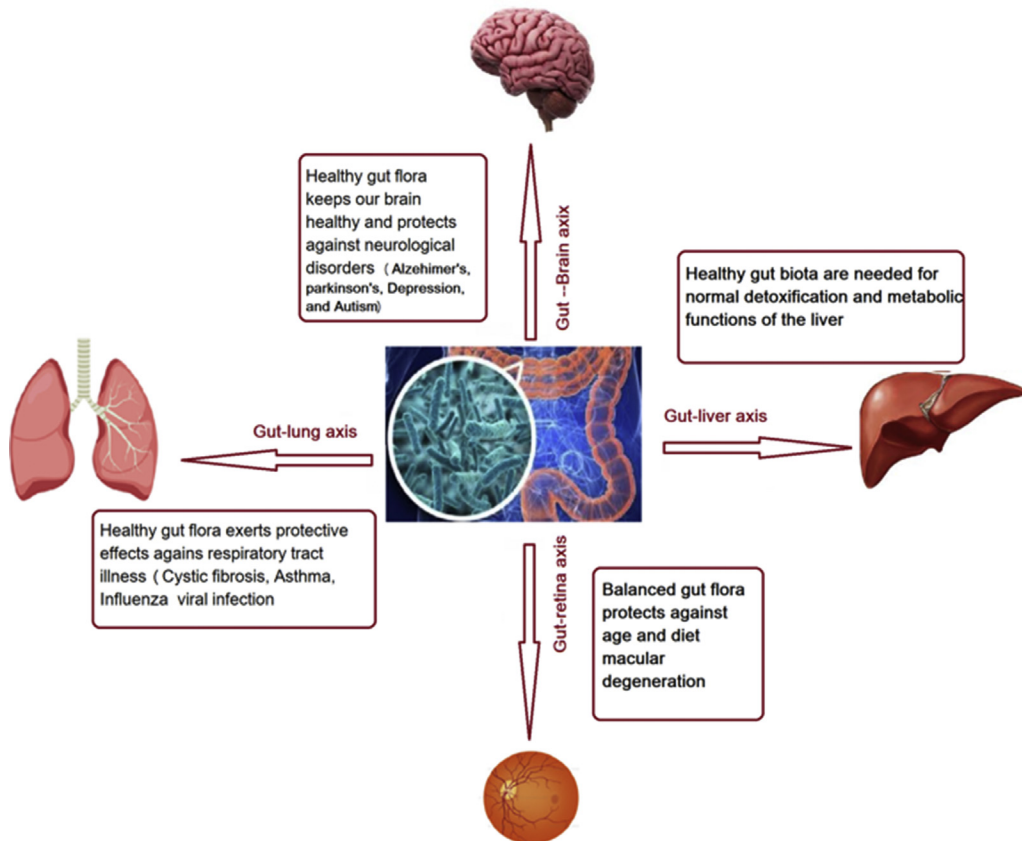 Healthy gut flora
keeps our brain
healthy and protects
against neurological
disorders ( Alzehimer's,
parkinson's, Depression,
and Autism)
Gut --Brain axix
Healthy gut biota are needed for
normal detoxification and metabolic
functions of the liver
Gut-lung axis
Gut-liver axis
Healthy gut flora exerts protective
effects agains respiratory tract
illness ( Cystic fibrosis, Asthma,
Influenza viral infection
Gut-retina axis
Balanced gut flora
protects against
age and diet
macular
degeneration